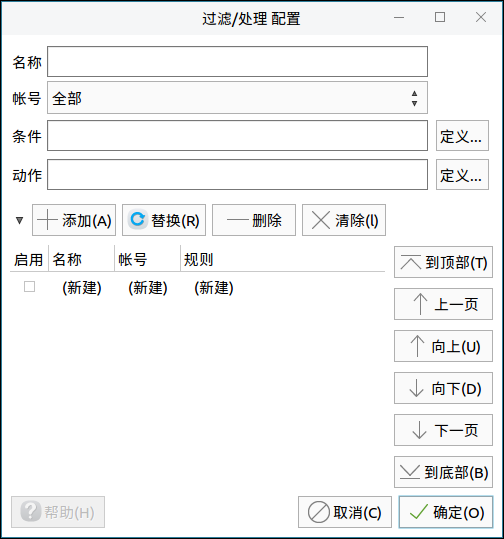 过滤/处理 配置
名称
帐号 全部
条件 定义...
动作 定义...
添加(A) 替换(R) 删除 清除(l)
启用 名称 帐号 规则
(新建) (新建) (新建)
到顶部(T)
上一页
向上(U)
向下(D)
下一页
到底部(B)
帮助(H) 取消(C) 确定(O)